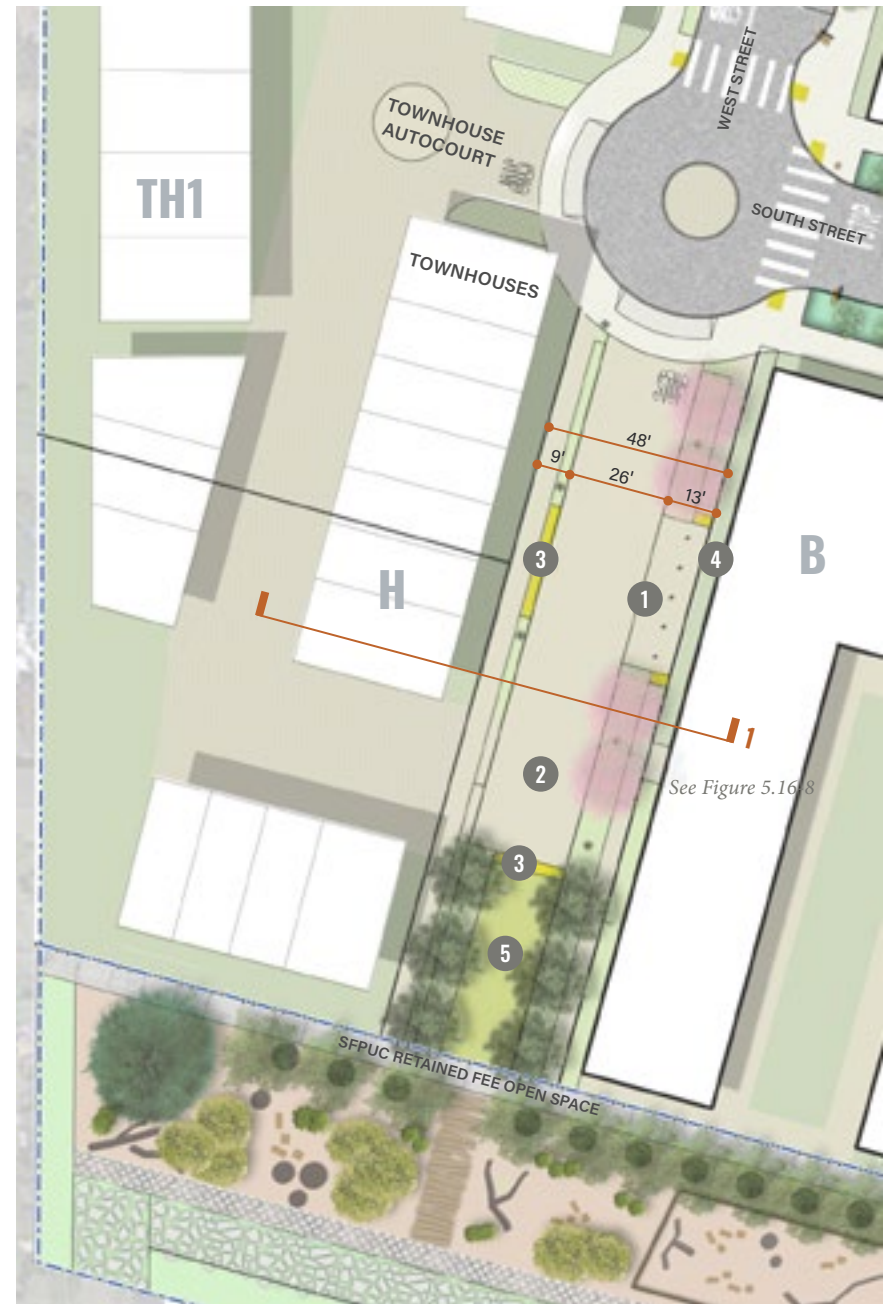 WEST STREET
TOWNHOUSE
AUTOCOURT
TH1
SOUTH STREET
TOWNHOUSES
48'
9'
26'
13'
3
4
B
1
H
1
2
See Figure 5.16.8
3
5
SFPUC RETAINED FEE OPEN SPACE